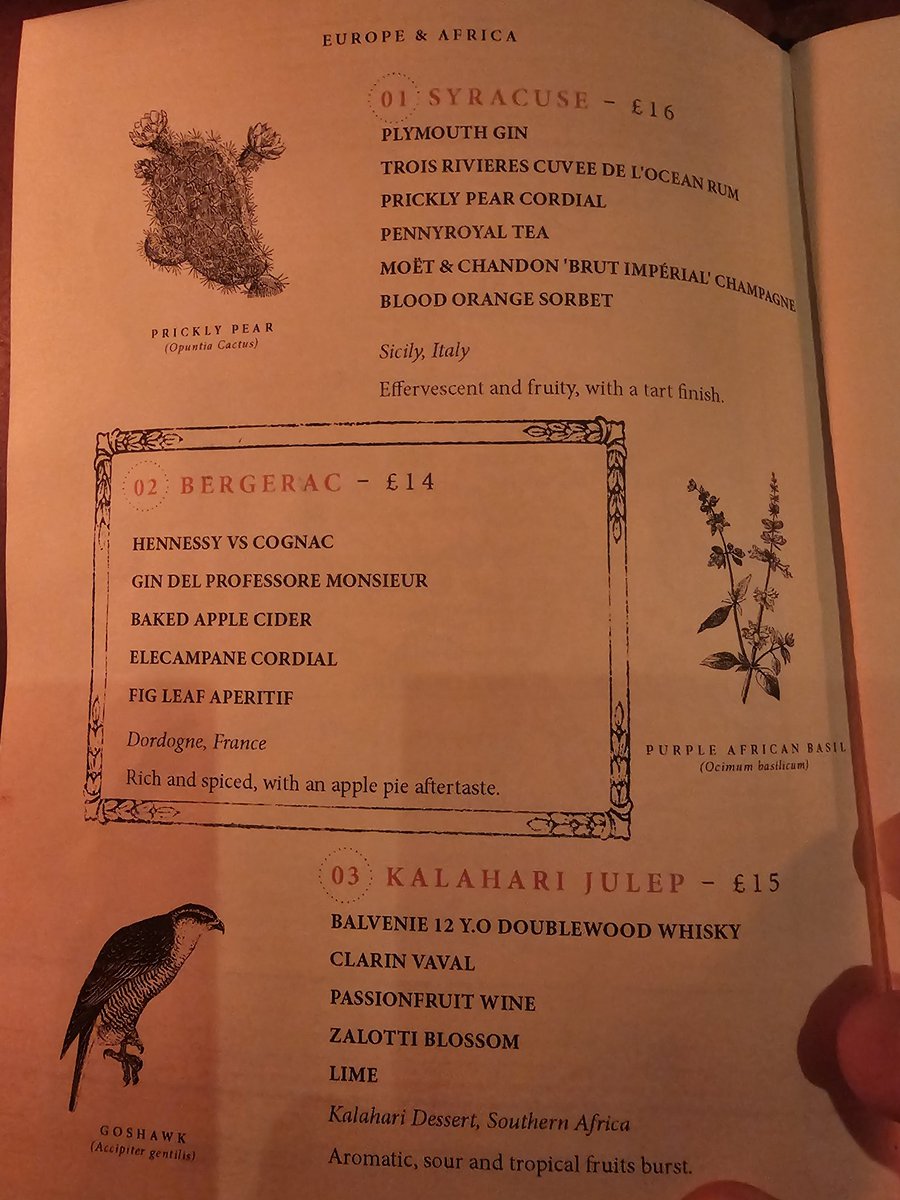 EUROPE & AFRICA
01 SYRACUSE – £16
PLYMOUTH GIN
TROIS RIVIERES CUVEE DE L'OCEAN RUM
PRICKLY PEAR CORDIAL
PENNYROYAL TEA
MOËT & CHANDON 'BRUT IMPÉRIAL' CHAMPAGNE
BLOOD ORANGE SORBET
Sicily, Italy
Effervescent and fruity, with a tart finish.
PRICKLY PEAR
(Opuntia Cactus)
02 BERGERAC – £14
HENNESSY VS COGNAC
GIN DEL PROFESSORE MONSIEUR
BAKED APPLE CIDER
ELECAMPANE CORDIAL
FIG LEAF APERITIF
Dordogne, France
Rich and spiced, with an apple pie aftertaste.
PURPLE AFRICAN BASIL
(Ocimum basilicum)
03 KALAHARI JULEP – £15
BALVENIE 12 Y.O DOUBLEWOOD WHISKY
CLARIN VAVAL
PASSIONFRUIT WINE
ZALOTTI BLOSSOM
LIME
Kalahari Dessert, Southern Africa
Aromatic, sour and tropical fruits burst.
GOSHAWK
(Accipiter gentilis)